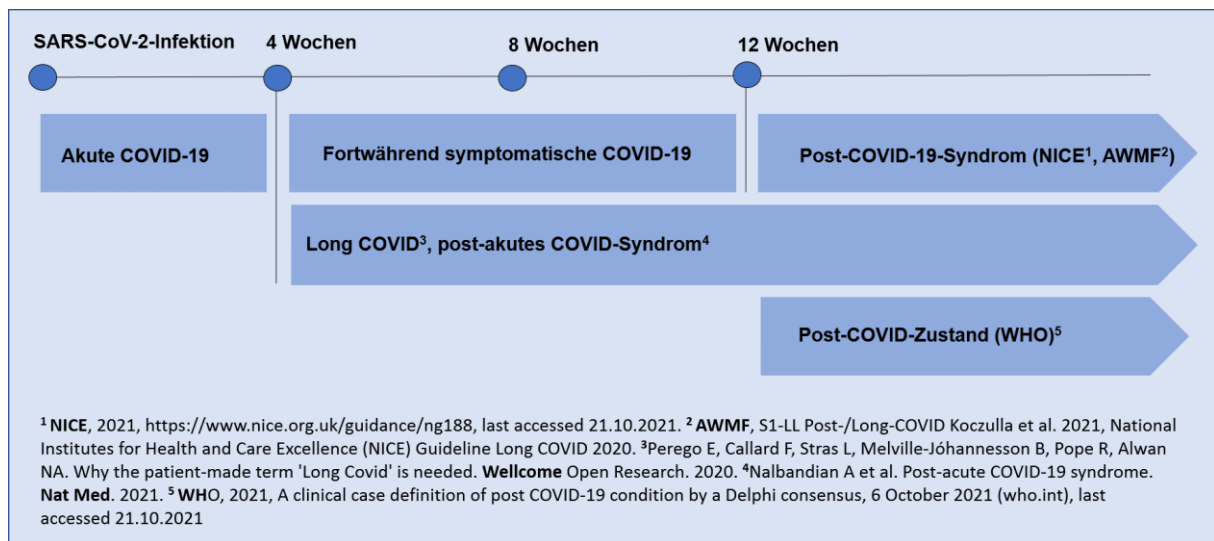 SARS-CoV-2-Infektion 4 Wochen 8 Wochen 12 Wochen
Akute COVID-19 Fortwährend symptomatische COVID-19 Post-COVID-19-Syndrom (NICE¹, AWMF²)
Long COVID³, post-akutes COVID-Syndrom⁴
Post-COVID-Zustand (WHO)⁵
¹ NICE, 2021, https://www.nice.org.uk/guidance/ng188, last accessed 21.10.2021. ² AWMF, S1-LL Post-/Long-COVID Koczulla et al. 2021, National
Institutes for Health and Care Excellence (NICE) Guideline Long COVID 2020. ³Perego E, Callard F, Stras L, Melville-Jóhannesson B, Pope R, Alwan
NA. Why the patient-made term 'Long Covid' is needed. Wellcome Open Research. 2020. ⁴Nalbandian A et al. Post-acute COVID-19 syndrome.
Nat Med. 2021. ⁵ WHO, 2021, A clinical case definition of post COVID-19 condition by a Delphi consensus, 6 October 2021 (who.int), last
accessed 21.10.2021